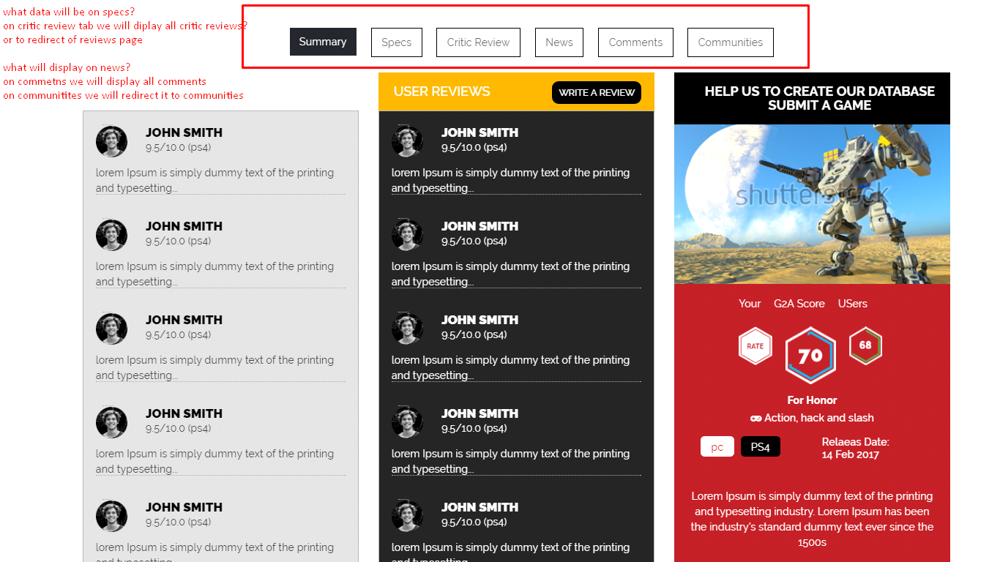 what data will be on specs?
on critic review tab we will diplay all critic reviews?
or to redirect of reviews page
what will display on news?
on commetns we will display all comments
on communitites we will redirect it to communities
Summary
Specs
Critic Review
News
Comments
Communities
JOHN SMITH
9.5/10.0 (ps4)
lorem Ipsum is simply dummy text of the printing
and typesetting...
JOHN SMITH
9.5/10.0 (ps4)
lorem Ipsum is simply dummy text of the printing
and typesetting...
JOHN SMITH
9.5/10.0 (ps4)
lorem Ipsum is simply dummy text of the printing
and typesetting...
JOHN SMITH
9.5/10.0 (ps4)
lorem Ipsum is simply dummy text of the printing
and typesetting...
JOHN SMITH
9.5/10.0 (ps4)
lorem Ipsum is simply dummy text of the printing
and typesetting...
USER REVIEWS
WRITE A REVIEW
JOHN SMITH
9.5/10.0 (ps4)
lorem Ipsum is simply dummy text of the printing
and typesetting...
JOHN SMITH
9.5/10.0 (ps4)
lorem Ipsum is simply dummy text of the printing
and typesetting...
JOHN SMITH
9.5/10.0 (ps4)
lorem Ipsum is simply dummy text of the printing
and typesetting...
JOHN SMITH
9.5/10.0 (ps4)
lorem Ipsum is simply dummy text of the printing
and typesetting...
JOHN SMITH
9.5/10.0 (ps4)
lorem Ipsum is simply dummy text of the printing
and typesetting...
HELP US TO CREATE OUR DATABASE
SUBMIT A GAME
shutterstock
Your G2A Score USers
RATE
70
68
For Honor
Action, hack and slash
pc
PS4
Relaeas Date:
14 Feb 2017
Lorem Ipsum is simply dummy text of the printing
and typesetting industry. Lorem Ipsum has been
the industry's standard dummy text ever since the
1500s